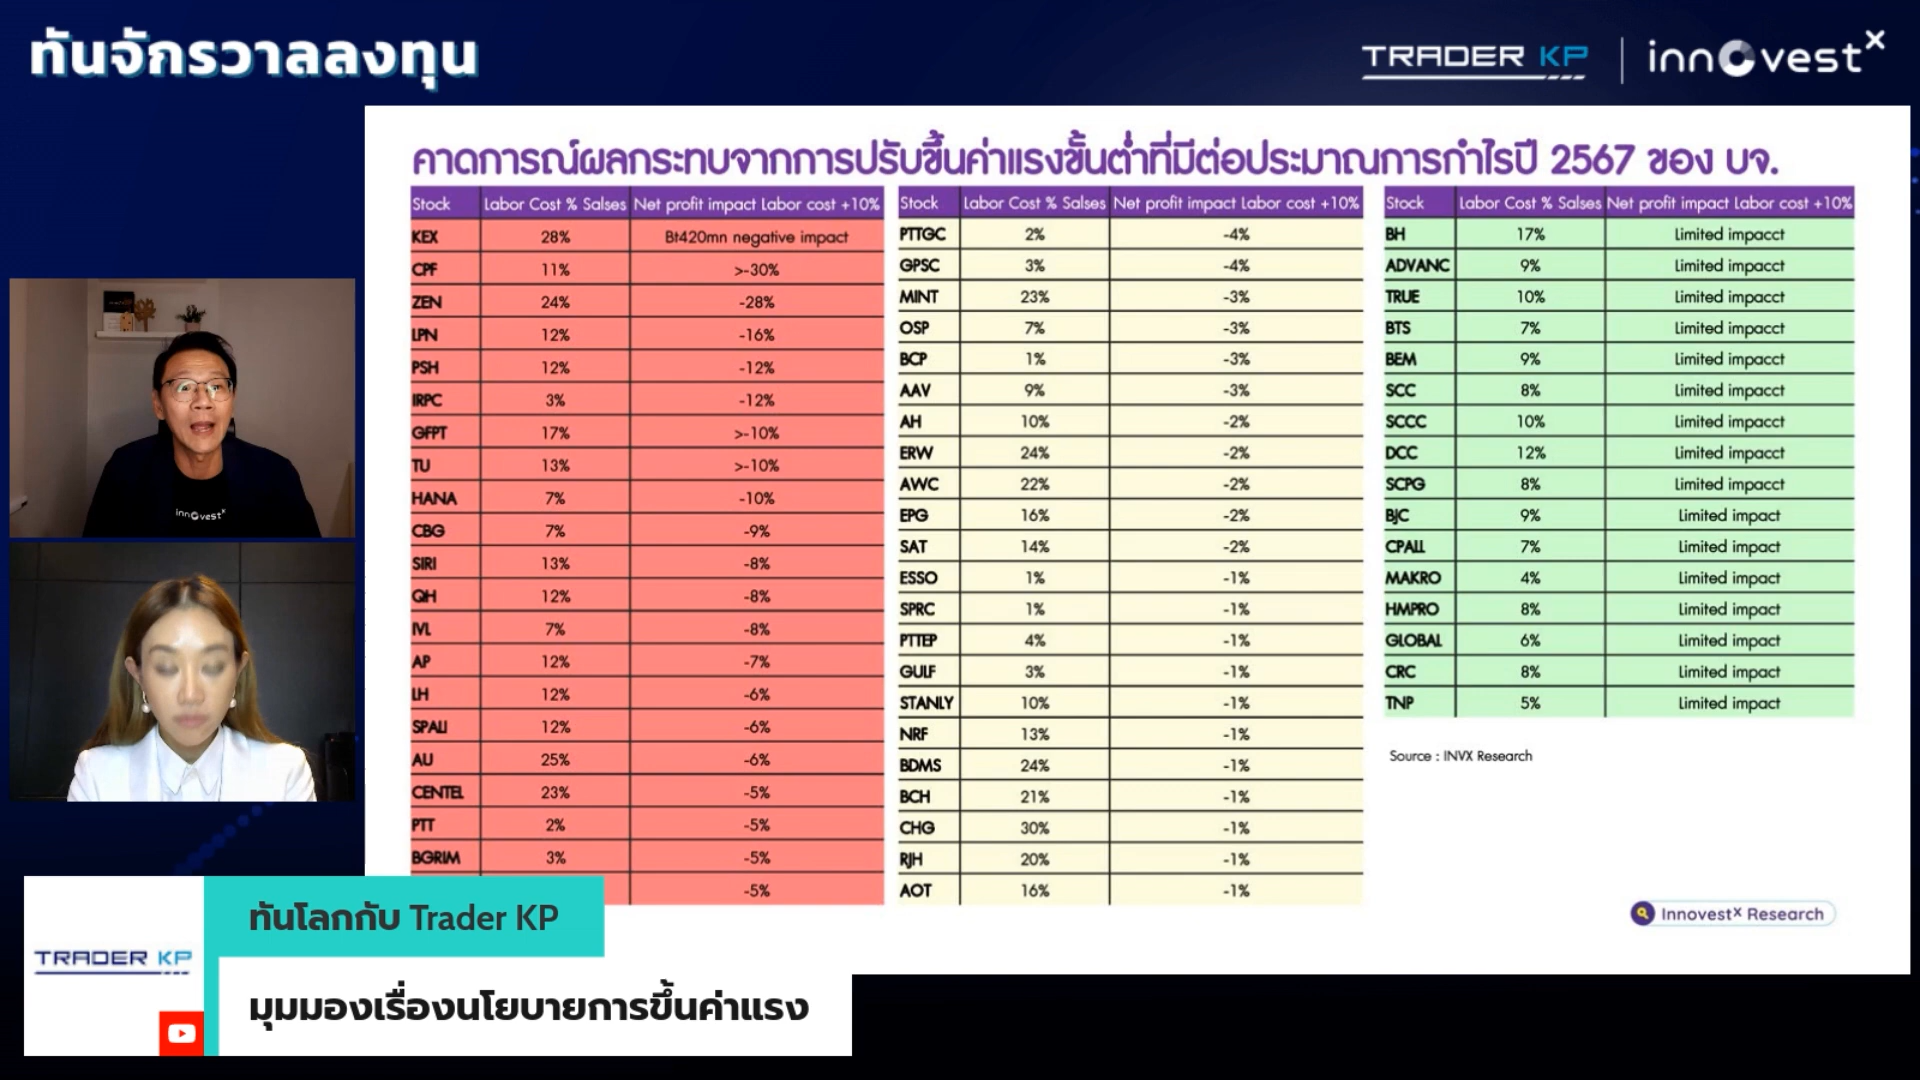 ทันจักรวาลลงทุน
TRADER KP | innovestX
คาดการณ์ผลกระทบจากการปรับขึ้นค่าแรงขั้นต่ำที่มีต่อประมาณการกำไรปี 2567 ของ บจ.
Stock Labor Cost % Salses Net profit impact Labor cost +10%
KEX 28% Bt420mn negative impact
CPF 11% >-30%
ZEN 24% -28%
LPN 12% -16%
PSH 12% -12%
IRPC 3% -12%
GFPT 17% >-10%
TU 13% >-10%
HANA 7% -10%
CBG 7% -9%
SIRI 13% -8%
QH 12% -8%
IVL 7% -8%
AP 12% -7%
LH 12% -6%
SPALI 12% -6%
AU 25% -6%
CENTEL 23% -5%
PTT 2% -5%
BGRIM 3% -5%
-5%
Stock Labor Cost % Salses Net profit impact Labor cost +10%
PTTGC 2% -4%
GPSC 3% -4%
MINT 23% -3%
OSP 7% -3%
BCP 1% -3%
AAV 9% -3%
AH 10% -2%
ERW 24% -2%
AWC 22% -2%
EPG 16% -2%
SAT 14% -2%
ESSO 1% -1%
SPRC 1% -1%
PTTEP 4% -1%
GULF 3% -1%
STANLY 10% -1%
NRF 13% -1%
BDMS 24% -1%
BCH 21% -1%
CHG 30% -1%
RJH 20% -1%
AOT 16% -1%
Stock Labor Cost % Salses Net profit impact Labor cost +10%
BH 17% Limited impacct
ADVANC 9% Limited impacct
TRUE 10% Limited impacct
BTS 7% Limited impacct
BEM 9% Limited impacct
SCC 8% Limited impacct
SCCC 10% Limited impacct
DCC 12% Limited impacct
SCPG 8% Limited impacct
BJC 9% Limited impact
CPALL 7% Limited impact
MAKRO 4% Limited impact
HMPRO 8% Limited impact
GLOBAL 6% Limited impact
CRC 8% Limited impact
TNP 5% Limited impact
Source : INVX Research
InnovestX Research
innovestX
ทันโลกกับ Trader KP
TRADER KP
มุมมองเรื่องนโยบายการขึ้นค่าแรง